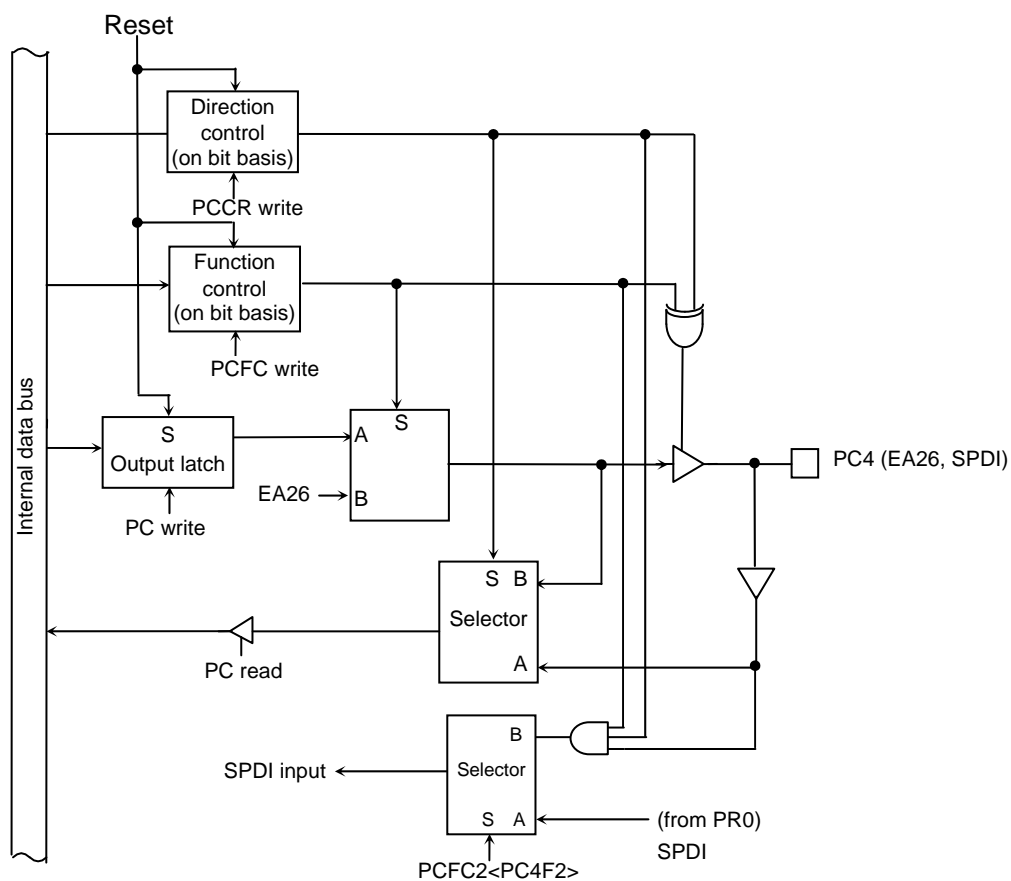 Reset
Direction
control
(on bit basis)
PCCR write
Function
control
(on bit basis)
PCFC write
Internal data bus
S
Output latch
PC write
A
S
EA26
B
PC4 (EA26, SPDI)
S B
Selector
A
PC read
B
Selector
S A
SPDI input
(from PR0)
SPDI
PCFC2<PC4F2>